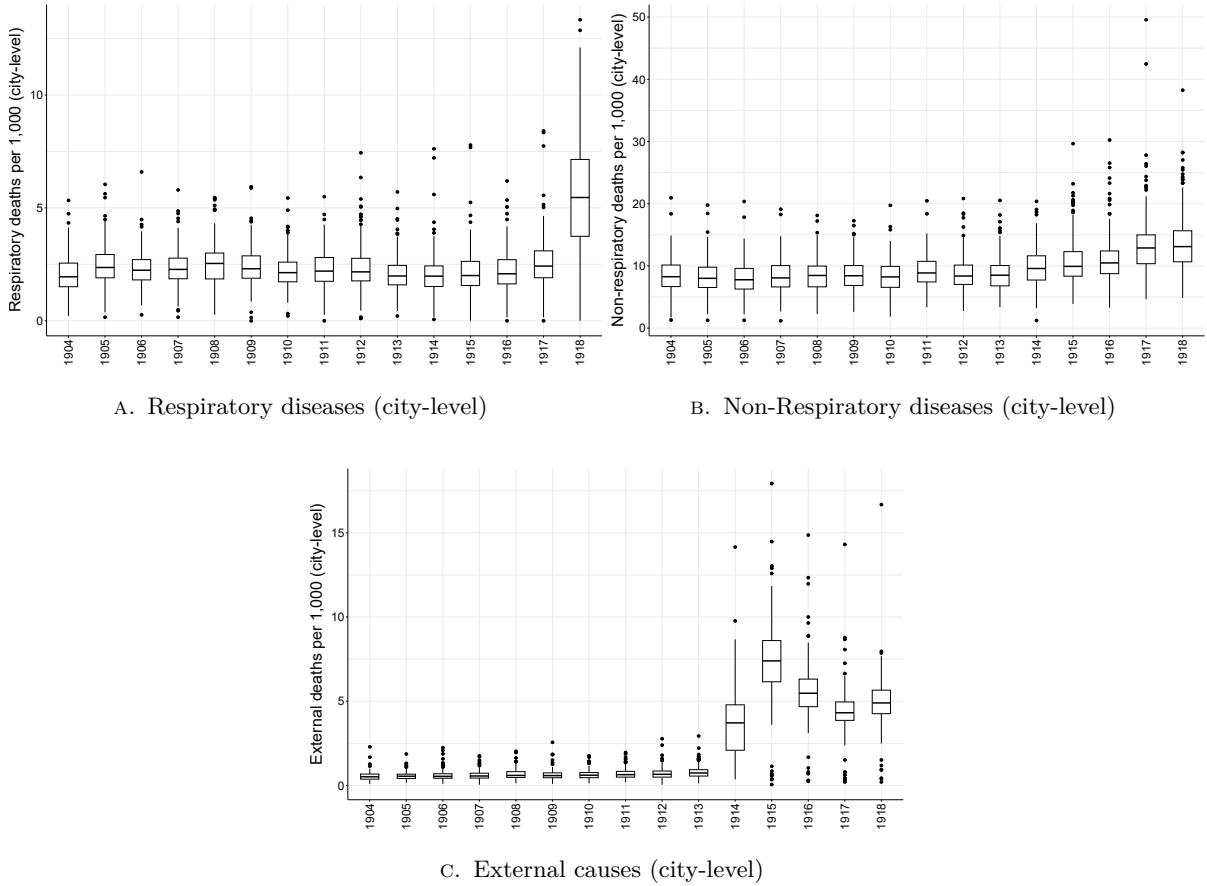 Respiratory deaths per 1,000 (city-level)
10
5
0
1904 1905 1906 1907 1908 1909 1910 1911 1912 1913 1914 1915 1916 1917 1918
A. Respiratory diseases (city-level)
Non-respiratory deaths per 1,000 (city-level)
50
40
30
20
10
0
1904 1905 1906 1907 1908 1909 1910 1911 1912 1913 1914 1915 1916 1917 1918
B. Non-Respiratory diseases (city-level)
External deaths per 1,000 (city-level)
15
10
5
0
1904 1905 1906 1907 1908 1909 1910 1911 1912 1913 1914 1915 1916 1917 1918
C. External causes (city-level)